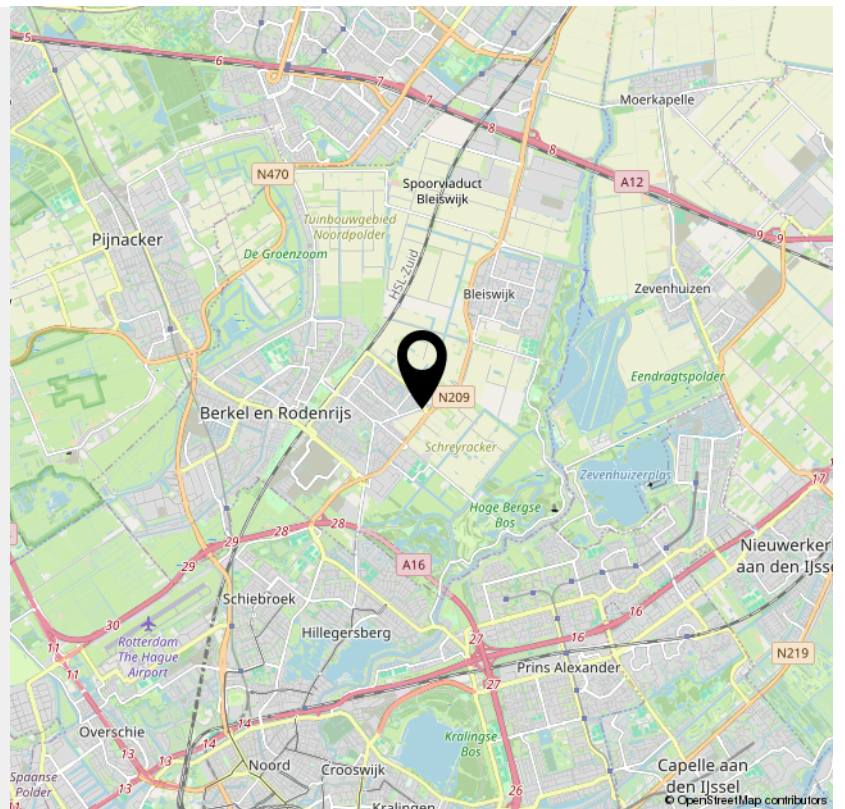 5
6
7
7
Moerkapelle
8
8
N470
A12
Spoorviaduct
Bleiswijk
Tuinbouwgebied
Noordpolder
Pijnacker
De Groenzoom
9
9
HSL-Zuid
Bleiswijk
Zevenhuizen
Eendragtspolder
N209
Berkel en Rodenrijs
Schreyracker
Zevenhuizerplas
17
Hoge Bergse
Bos
28
28
29
29
A16
Nieuwerker
aan den IJsse
Schiebroek
30
16
Hillegersberg
Rotterdam
The Hague
Airport
11
27
16
N219
11
Prins Alexander
27
14
Overschie
14
Kralingse
Bos
13
13
Noord
Crooswijk
Capelle aan
den IJssel
Spaanse
Polder
26
11
Kralingen
© OpenStreetMap contributors